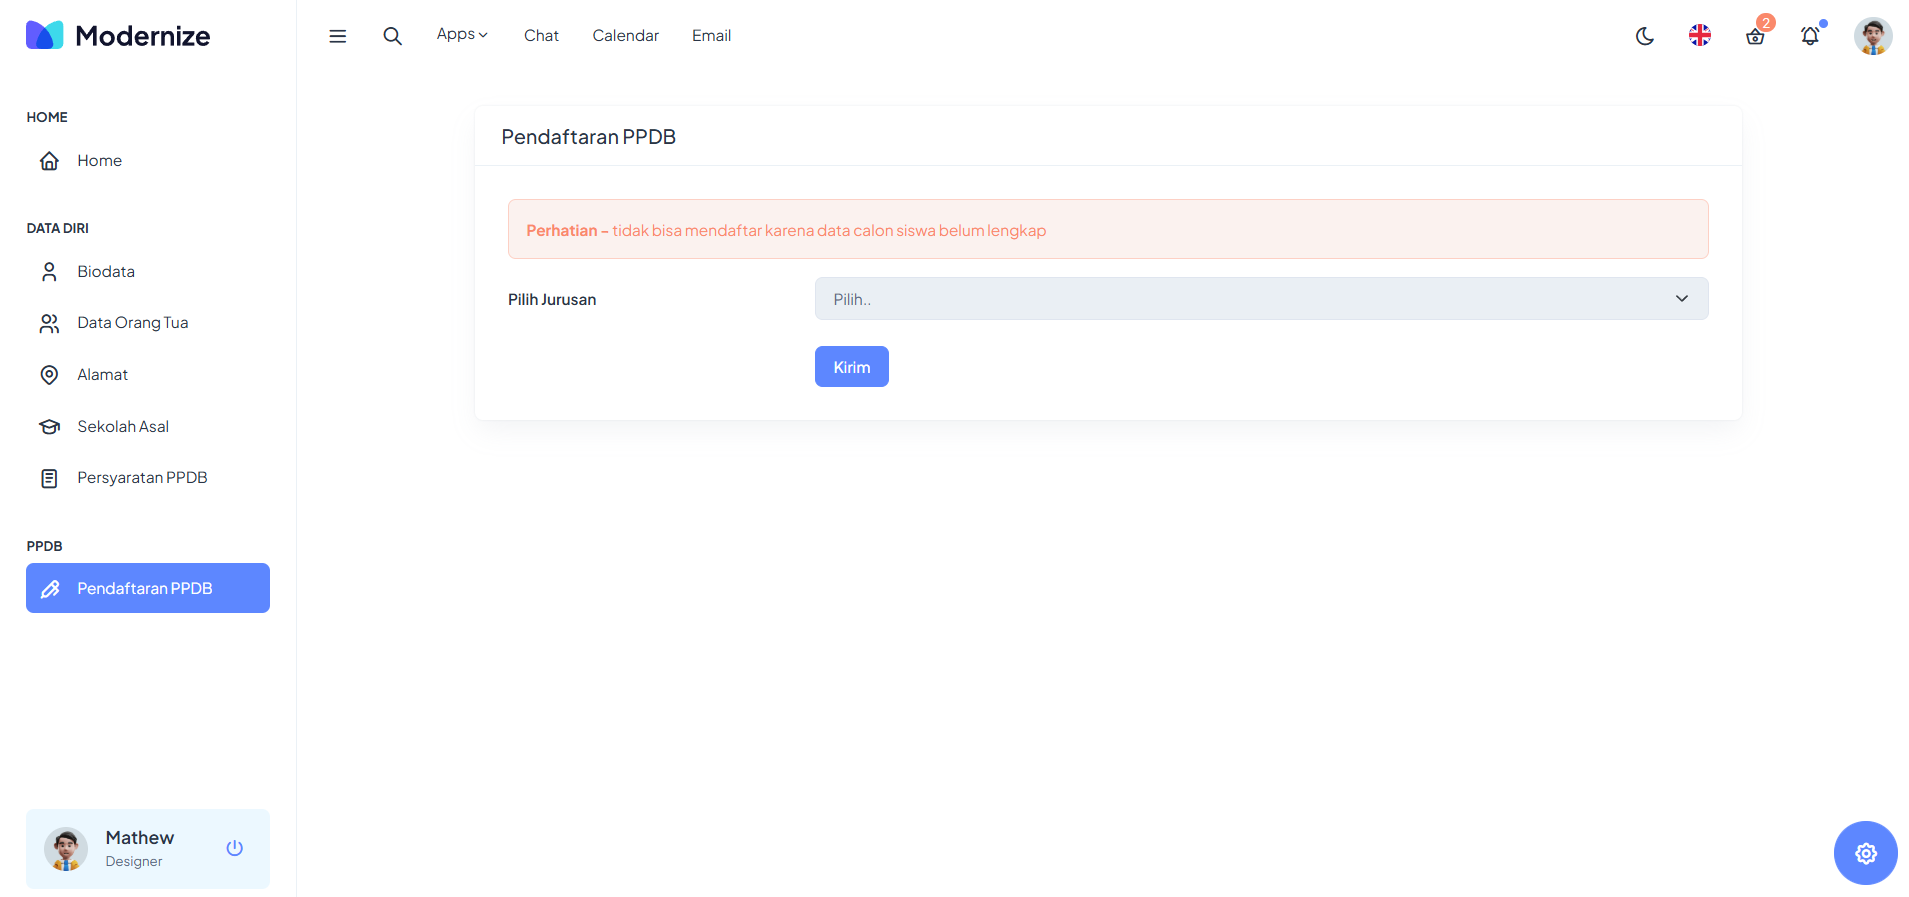 Modernize
Apps
Chat
Calendar
Email
2
HOME
Home
DATA DIRI
Biodata
Data Orang Tua
Alamat
Sekolah Asal
Persyaratan PPDB
PPDB
Pendaftaran PPDB
Mathew
Designer
Pendaftaran PPDB
Perhatian – tidak bisa mendaftar karena data calon siswa belum lengkap
Pilih Jurusan
Pilih..
Kirim